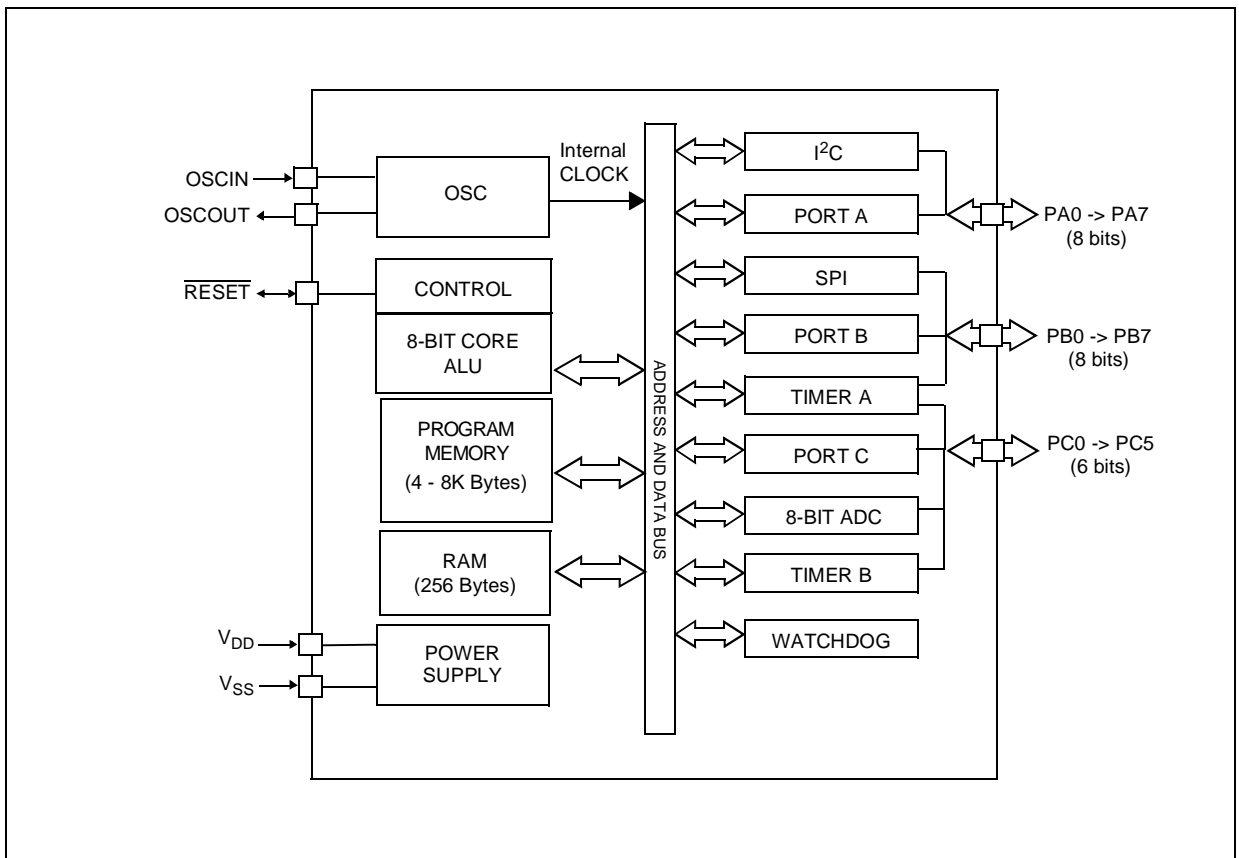 OSCIN
OSCOUT
RESET
V_DD
V_SS
OSC
Internal
CLOCK
CONTROL
8-BIT CORE
ALU
PROGRAM
MEMORY
(4 - 8K Bytes)
RAM
(256 Bytes)
POWER
SUPPLY
ADDRESS AND DATA BUS
I²C
PORT A
SPI
PORT B
TIMER A
PORT C
8-BIT ADC
TIMER B
WATCHDOG
PA0 -> PA7
(8 bits)
PB0 -> PB7
(8 bits)
PC0 -> PC5
(6 bits)